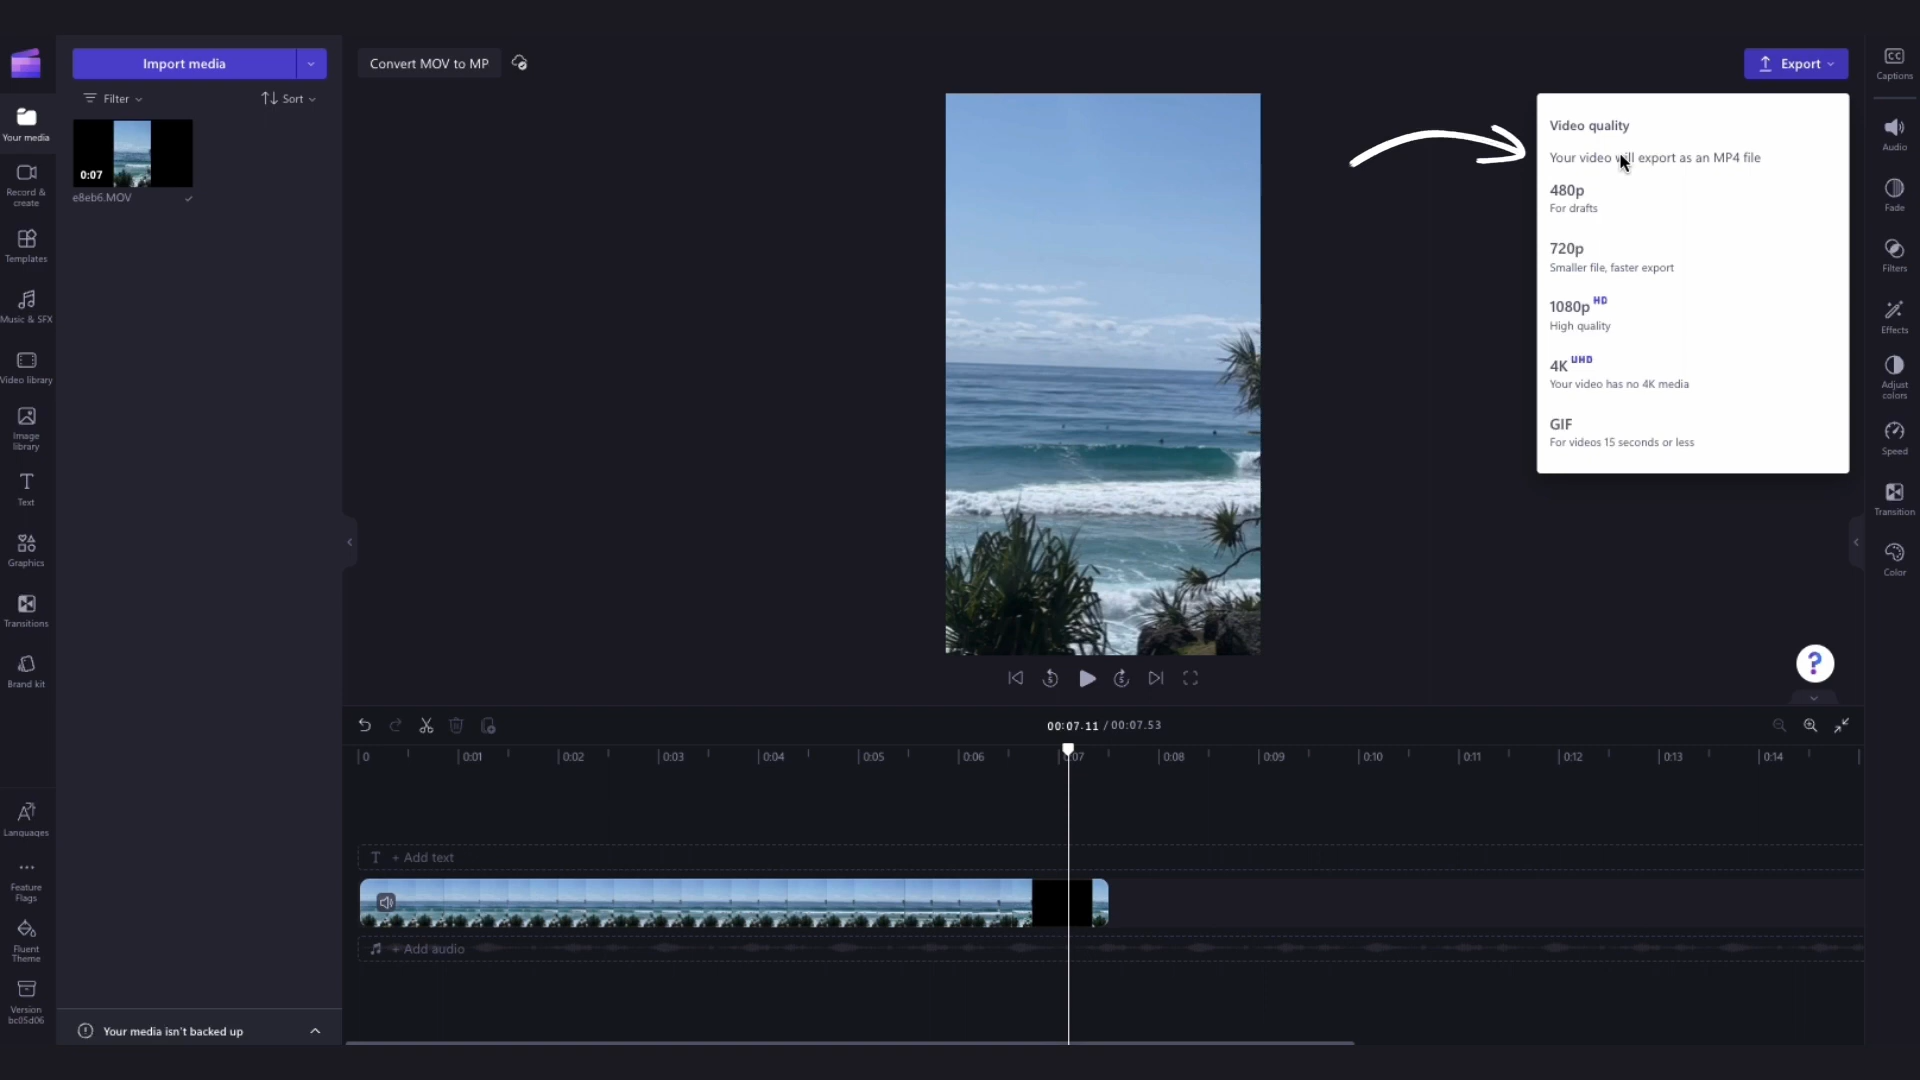 Import media
Filter
Sort
0:07
e8eb6.MOV
Your media
Record &
create
Templates
Music & SFX
Video library
Image
library
Text
Graphics
Transitions
Brand kit
Languages
Feature
Flags
Fluent
Theme
Version
bc05d06
Your media isn't backed up
Convert MOV to MP
Export
Video quality
Your video will export as an MP4 file
480p
For drafts
720p
Smaller file, faster export
1080p HD
High quality
4K UHD
Your video has no 4K media
GIF
For videos 15 seconds or less
CC
Captions
Audio
Fade
Filters
Effects
Adjust
colors
Speed
Transition
Color
5
5
?
00:07.11 / 00:07.53
0 0:01 0:02 0:03 0:04 0:05 0:06 0:07 0:08 0:09 0:10 0:11 0:12 0:13 0:14
T + Add text
+ Add audio